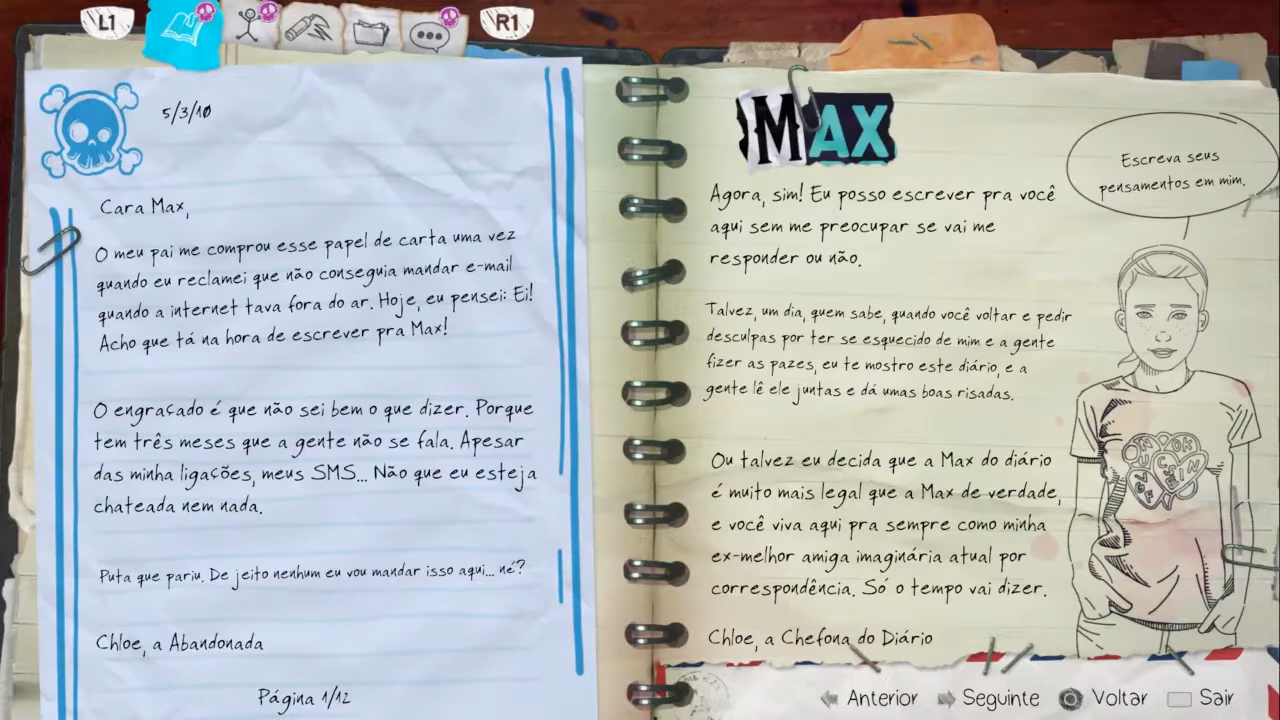 L1
R1
5/3/10
Cara Max,
O meu pai me comprou esse papel de carta uma vez
quando eu reclamei que não conseguia mandar e-mail
quando a internet tava fora do ar. Hoje, eu pensei: Ei!
Acho que tá na hora de escrever pra Max!
O engraçado é que não sei bem o que dizer. Porque
tem três meses que a gente não se fala. Apesar
das minha ligações, meus SMS... Não que eu esteja
chateada nem nada.
Puta que pariu. De jeito nenhum eu vou mandar isso aqui... né?
Chloe, a Abandonada
Página 1/12
MAX
Agora, sim! Eu posso escrever pra você
aqui sem me preocupar se vai me
responder ou não.
Talvez, um dia, quem sabe, quando você voltar e pedir
desculpas por ter se esquecido de mim e a gente
fizer as pazes, eu te mostro este diário, e a
gente lê ele juntas e dá umas boas risadas.
Ou talvez eu decida que a Max do diário
é muito mais legal que a Max de verdade,
e você viva aqui pra sempre como minha
ex-melhor amiga imaginária atual por
correspondência. Só o tempo vai dizer.
Chloe, a Chefona do Diário
Escreva seus
pensamentos em mim.
Anterior
Seguinte
Voltar
Sair